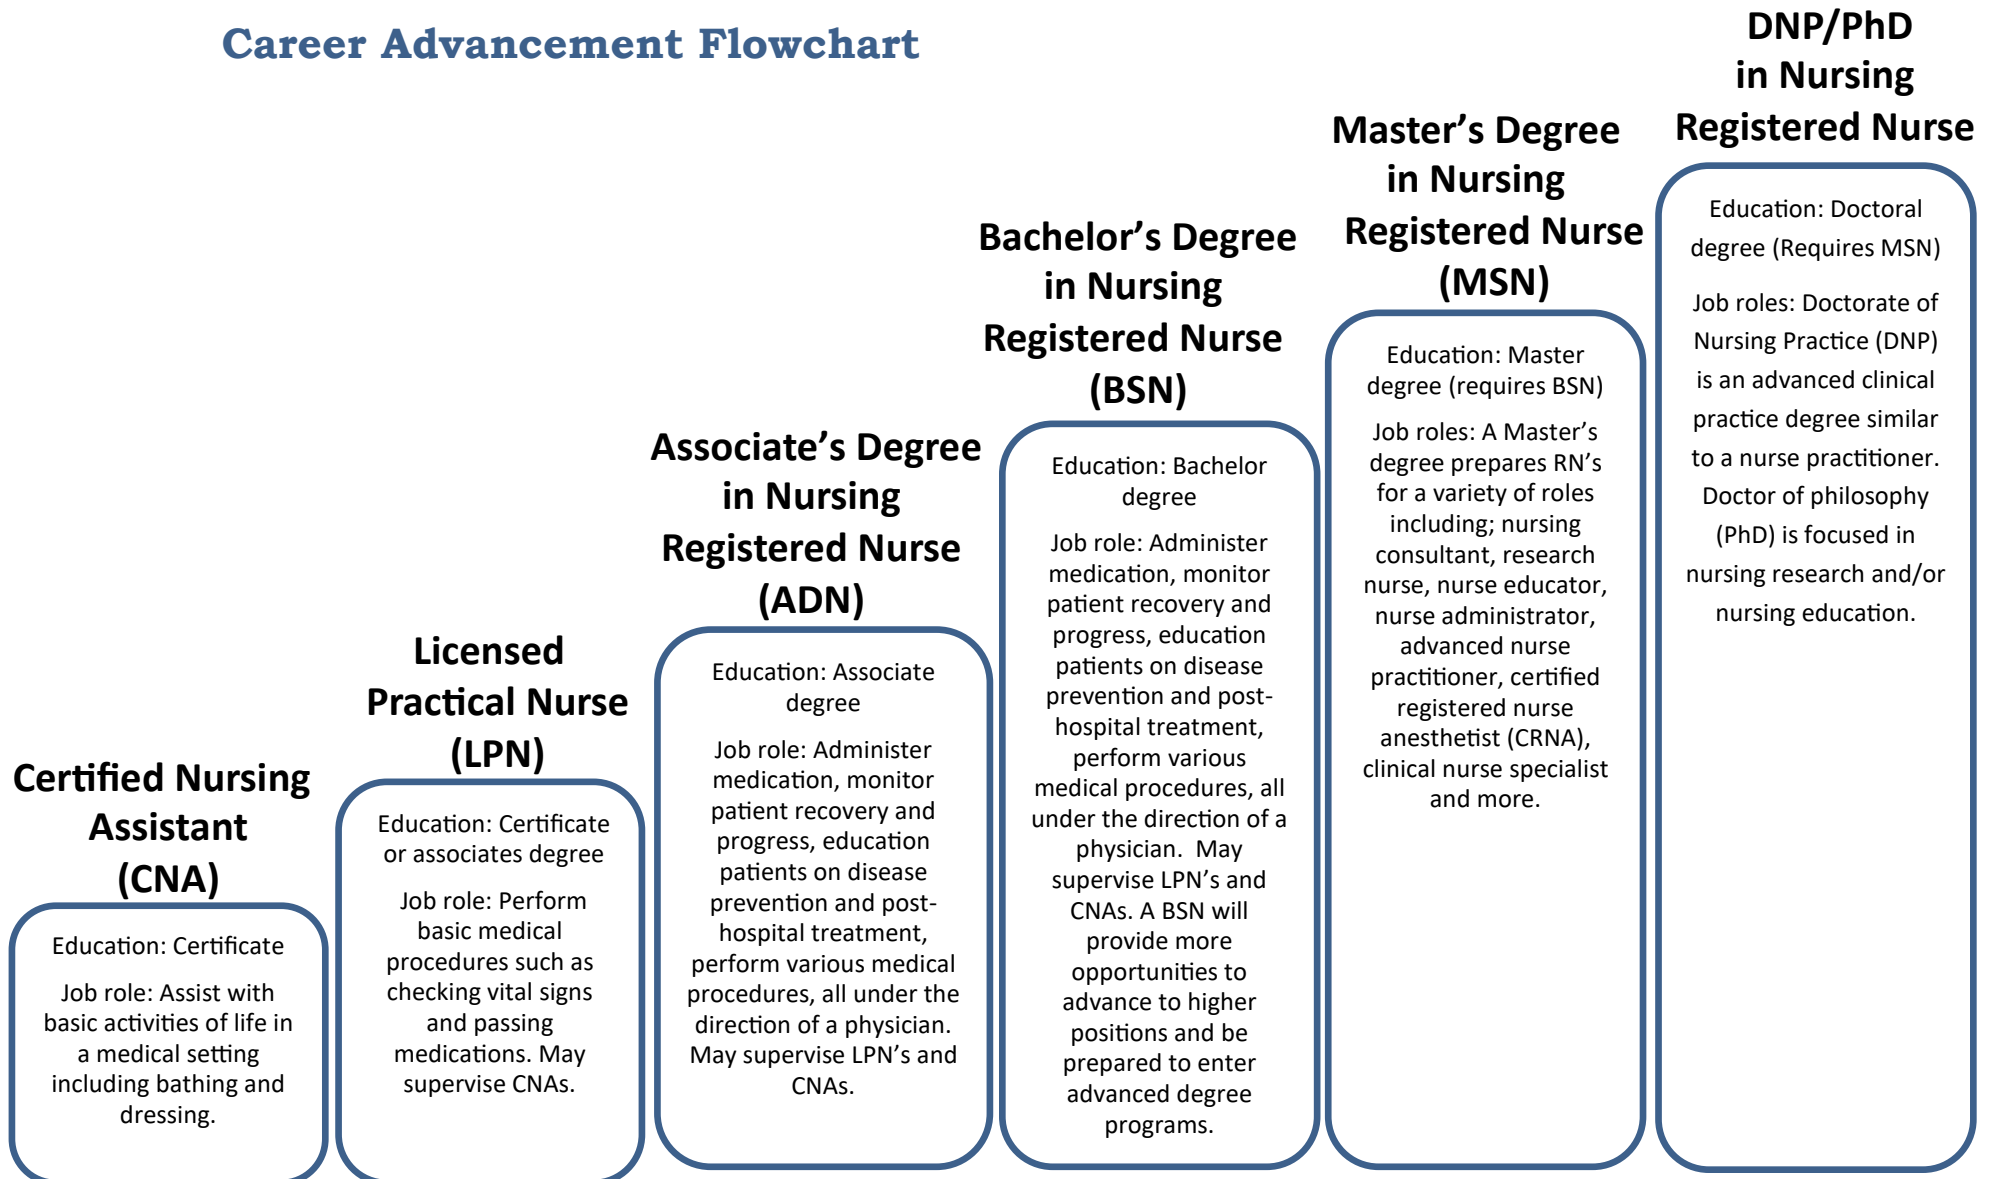 Career Advancement Flowchart
Certified Nursing
Assistant
(CNA)
Education: Certificate
Job role: Assist with
basic activities of life in
a medical setting
including bathing and
dressing.
Licensed
Practical Nurse
(LPN)
Education: Certificate
or associates degree
Job role: Perform
basic medical
procedures such as
checking vital signs
and passing
medications. May
supervise CNAs.
Associate’s Degree
in Nursing
Registered Nurse
(ADN)
Education: Associate
degree
Job role: Administer
medication, monitor
patient recovery and
progress, education
patients on disease
prevention and post-
hospital treatment,
perform various medical
procedures, all under the
direction of a physician.
May supervise LPN’s and
CNAs.
Bachelor’s Degree
in Nursing
Registered Nurse
(BSN)
Education: Bachelor
degree
Job role: Administer
medication, monitor
patient recovery and
progress, education
patients on disease
prevention and post-
hospital treatment,
perform various
medical procedures, all
under the direction of a
physician.  May
supervise LPN’s and
CNAs. A BSN will
provide more
opportunities to
advance to higher
positions and be
prepared to enter
advanced degree
programs.
Master’s Degree
in Nursing
Registered Nurse
(MSN)
Education: Master
degree (requires BSN)
Job roles: A Master’s
degree prepares RN’s
for a variety of roles
including; nursing
consultant, research
nurse, nurse educator,
nurse administrator,
advanced nurse
practitioner, certified
registered nurse
anesthetist (CRNA),
clinical nurse specialist
and more.
DNP/PhD
in Nursing
Registered Nurse
Education: Doctoral
degree (Requires MSN)
Job roles: Doctorate of
Nursing Practice (DNP)
is an advanced clinical
practice degree similar
to a nurse practitioner.
Doctor of philosophy
(PhD) is focused in
nursing research and/or
nursing education.